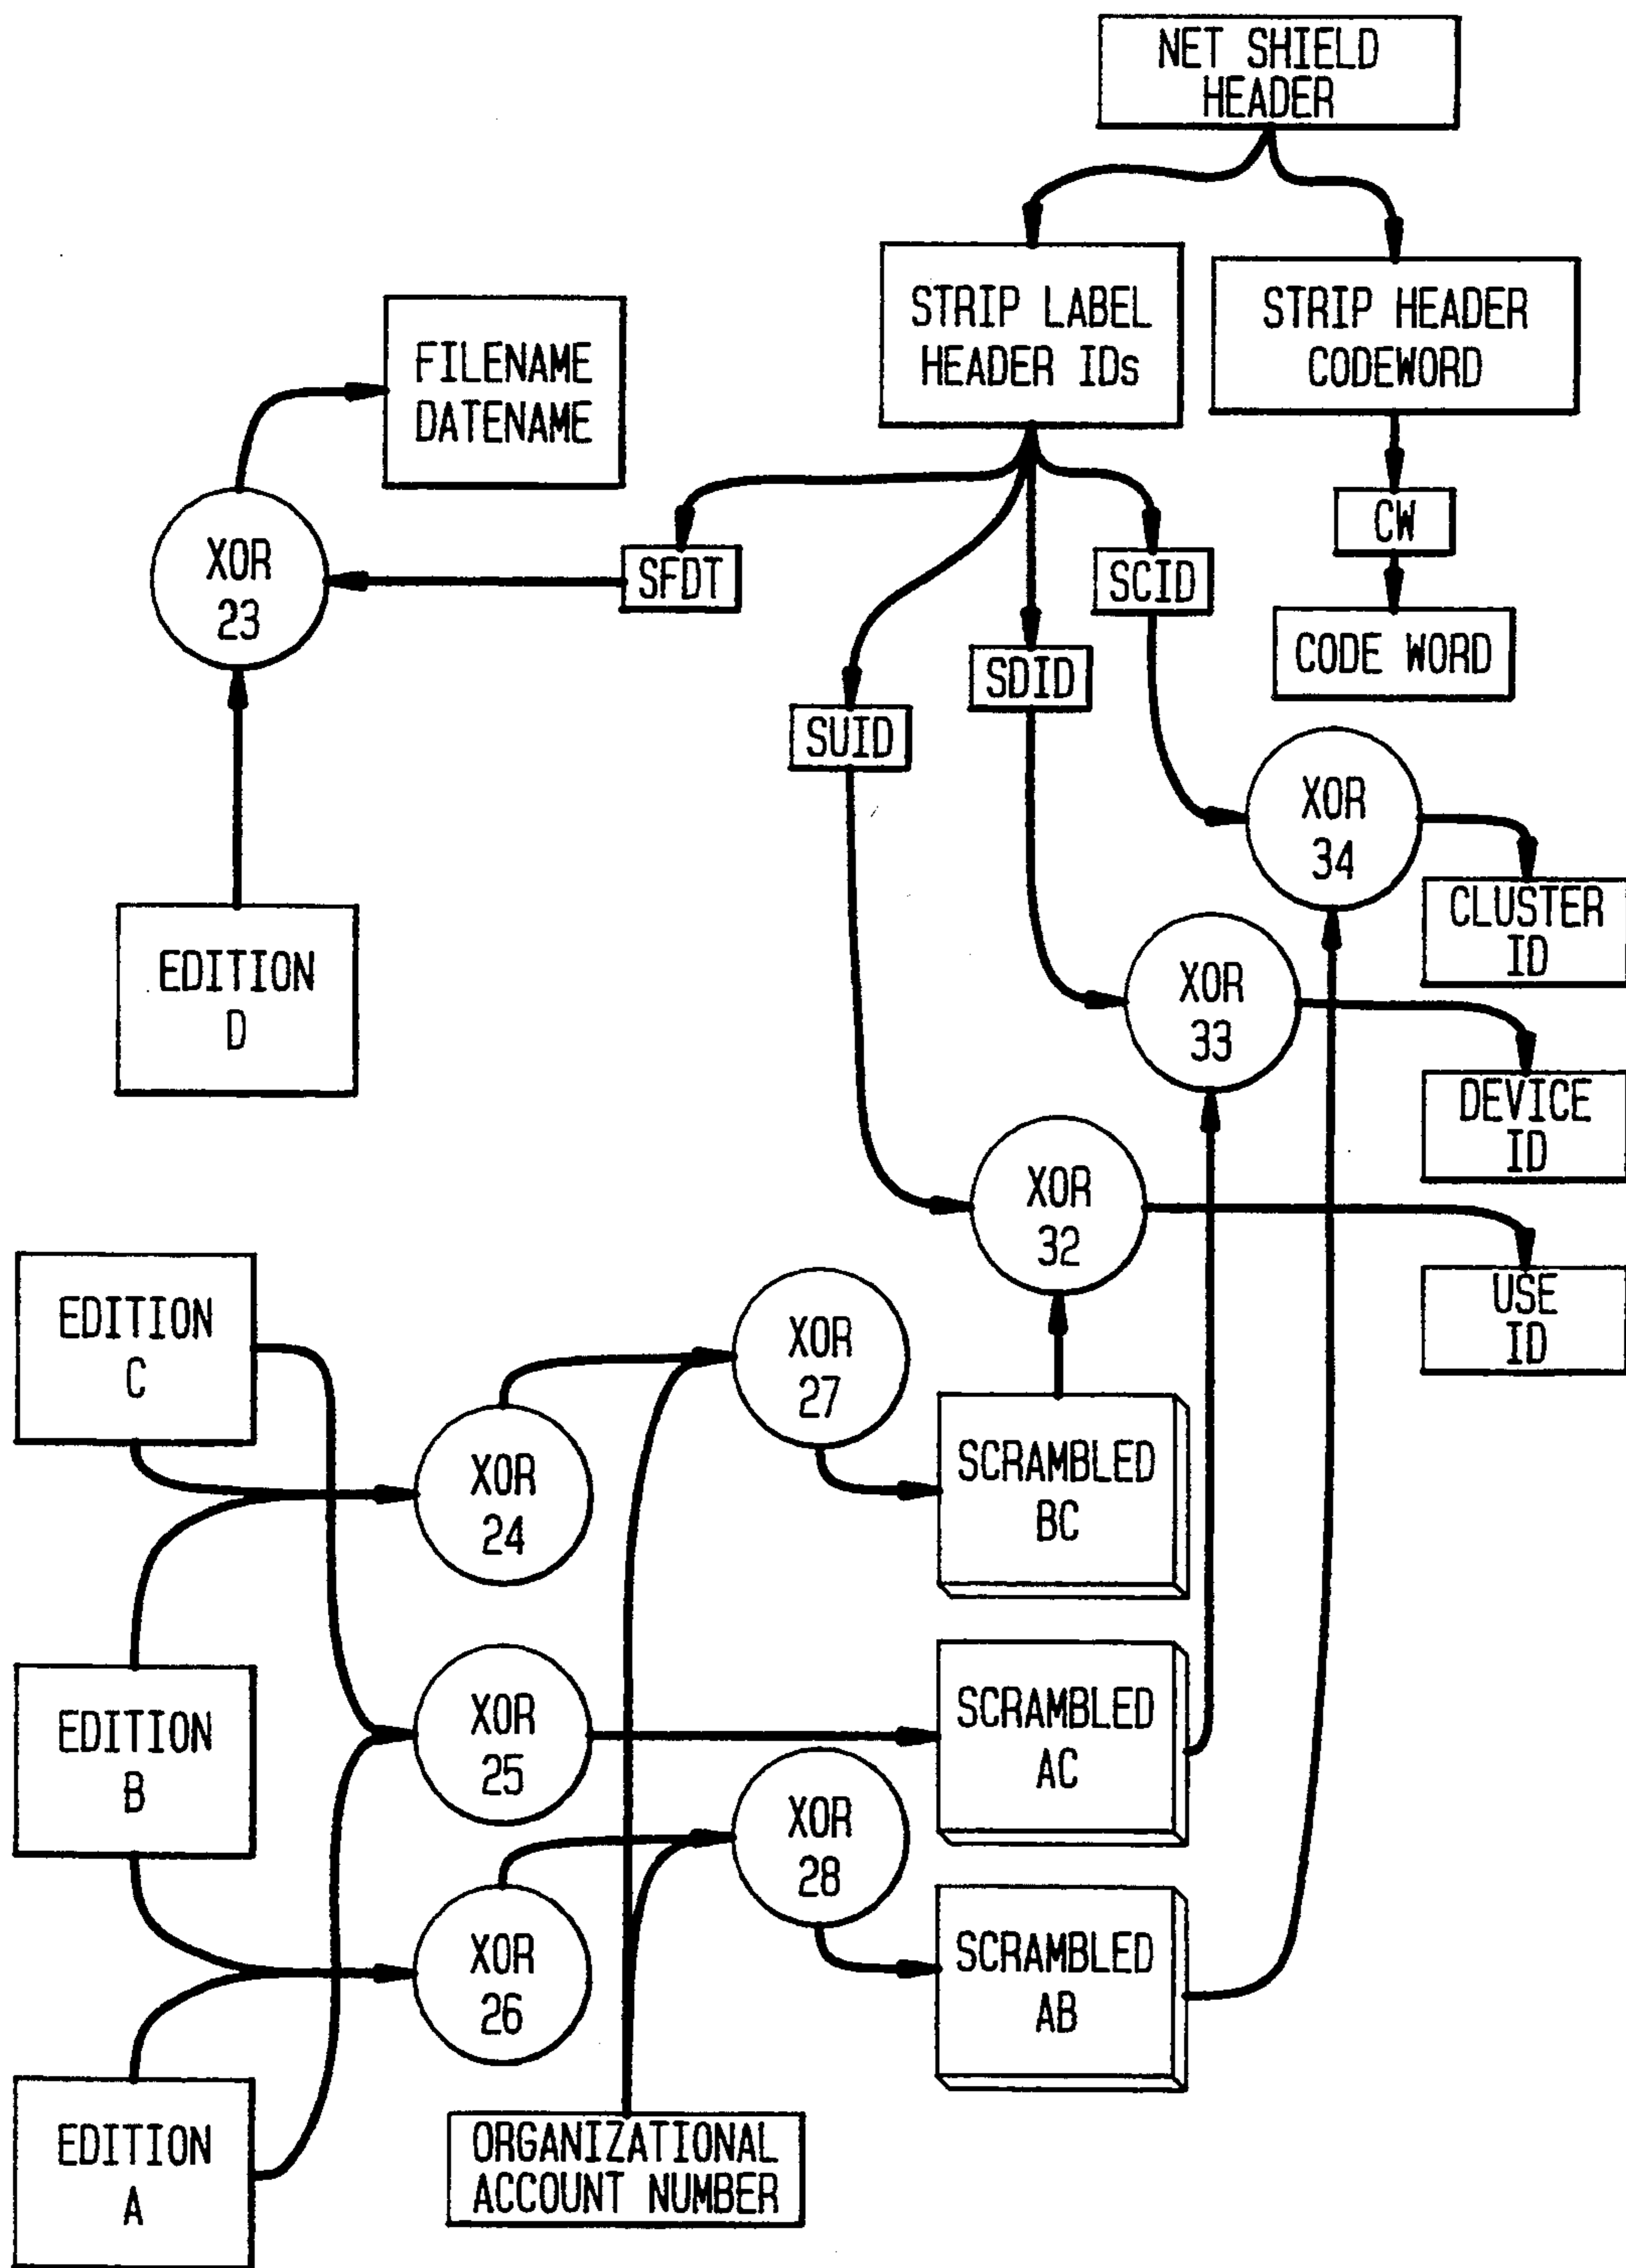 NET SHIELD
HEADER
STRIP LABEL
HEADER IDs
STRIP HEADER
CODEWORD
FILENAME
DATENAME
CW
XOR
23
SFDT
SCID
CODE WORD
SDID
SUID
XOR
34
CLUSTER
ID
EDITION
D
XOR
33
DEVICE
ID
XOR
32
USE
ID
EDITION
C
XOR
27
XOR
24
SCRAMBLED
BC
EDITION
B
XOR
25
SCRAMBLED
AC
XOR
28
XOR
26
SCRAMBLED
AB
EDITION
A
ORGANIZATIONAL
ACCOUNT NUMBER